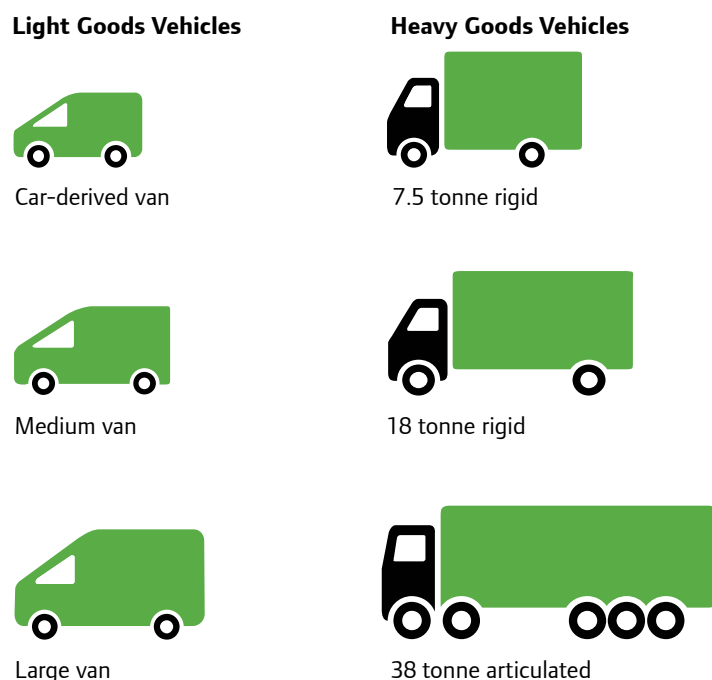 Light Goods Vehicles
Heavy Goods Vehicles
Car-derived van
7.5 tonne rigid
Medium van
18 tonne rigid
Large van
38 tonne articulated